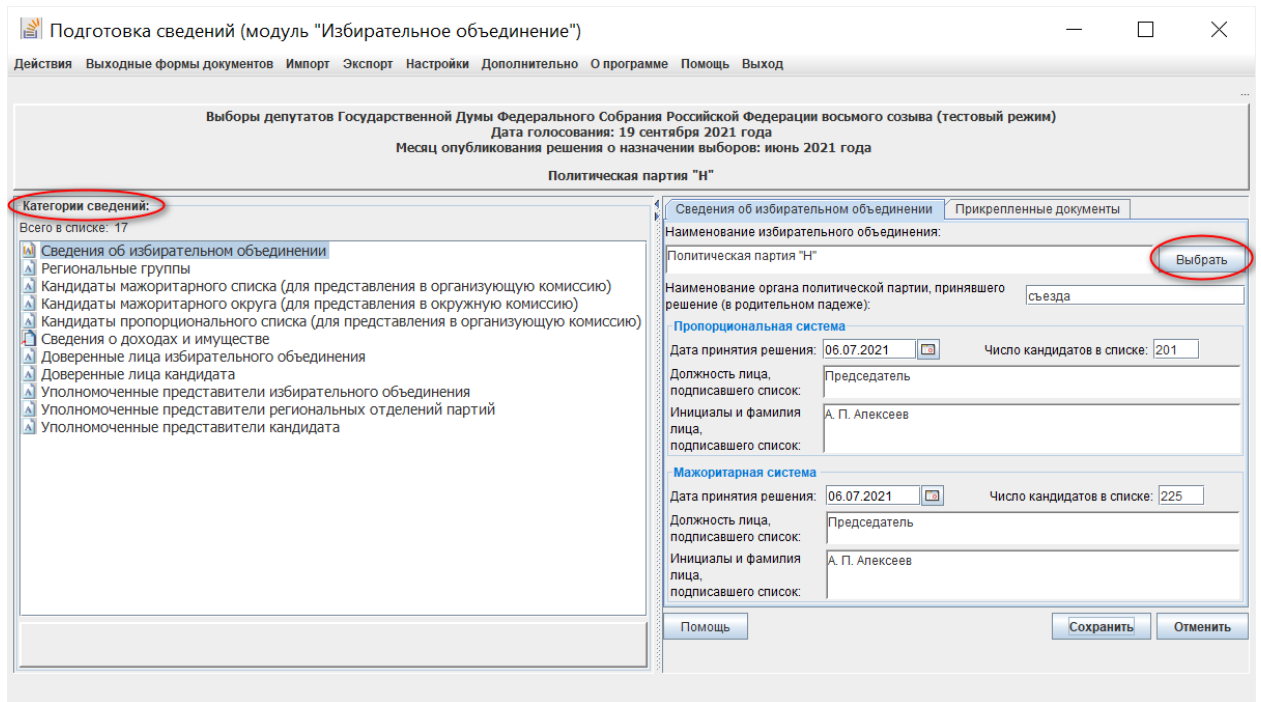 Подготовка сведений (модуль "Избирательное объединение")
Действия Выходные формы документов Импорт Экспорт Настройки Дополнительно О программе Помощь Выход
...
Выборы депутатов Государственной Думы Федерального Собрания Российской Федерации восьмого созыва (тестовый режим)
Дата голосования: 19 сентября 2021 года
Месяц опубликования решения о назначении выборов: июнь 2021 года
Политическая партия "Н"
Категории сведений:
Всего в списке: 17
Сведения об избирательном объединении
Региональные группы
Кандидаты мажоритарного списка (для представления в организующую комиссию)
Кандидаты мажоритарного округа (для представления в окружную комиссию)
Кандидаты пропорционального списка (для представления в организующую комиссию)
Сведения о доходах и имуществе
Доверенные лица избирательного объединения
Доверенные лица кандидата
Уполномоченные представители избирательного объединения
Уполномоченные представители региональных отделений партий
Уполномоченные представители кандидата
Сведения об избирательном объединении Прикрепленные документы
Наименование избирательного объединения:
Политическая партия "Н" Выбрать
Наименование органа политической партии, принявшего
решение (в родительном падеже): съезда
Пропорциональная система
Дата принятия решения: 06.07.2021 Число кандидатов в списке: 201
Должность лица,
подписавшего список: Председатель
Инициалы и фамилия
лица,
подписавшего список: А. П. Алексеев
Мажоритарная система
Дата принятия решения: 06.07.2021 Число кандидатов в списке: 225
Должность лица,
подписавшего список: Председатель
Инициалы и фамилия
лица,
подписавшего список: А. П. Алексеев
Помощь Сохранить Отменить